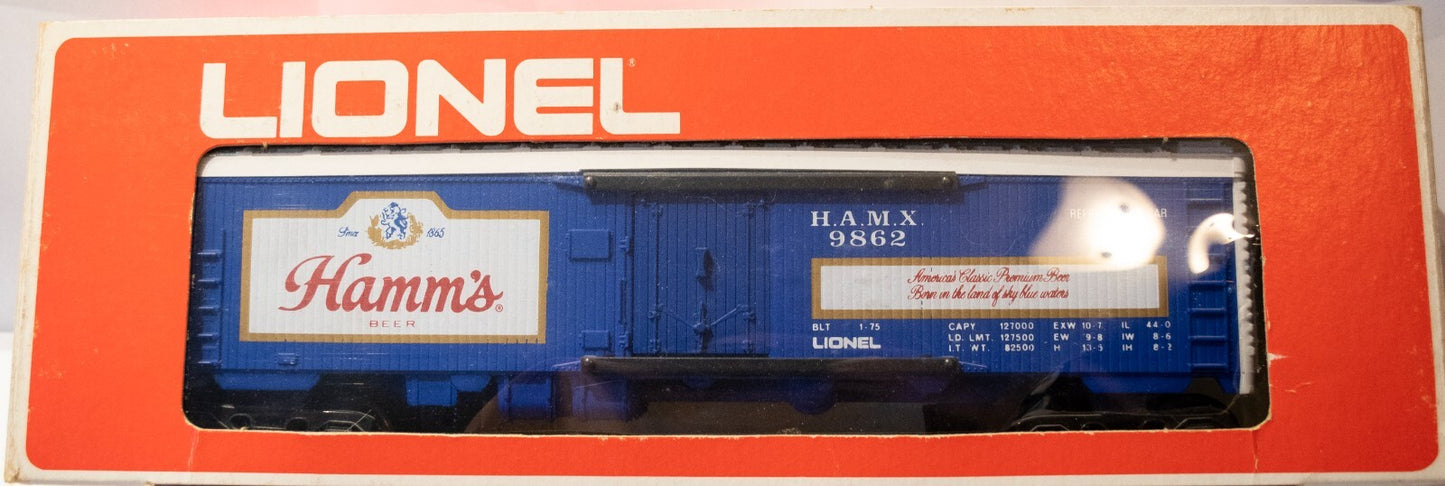 LIONEL®
Since 1865
Hamm's®
BEER
H.A.M.X.
9862
America's Classic Premium Beer
Born in the land of sky blue waters
BLT 1-75
LIONEL
CAPY 127000 EXW 10-7 IL 44-0
LD. LMT. 127500 EW 9-8 IW 8-6
LT. WT. 82500 H 13-5 IH 8-2